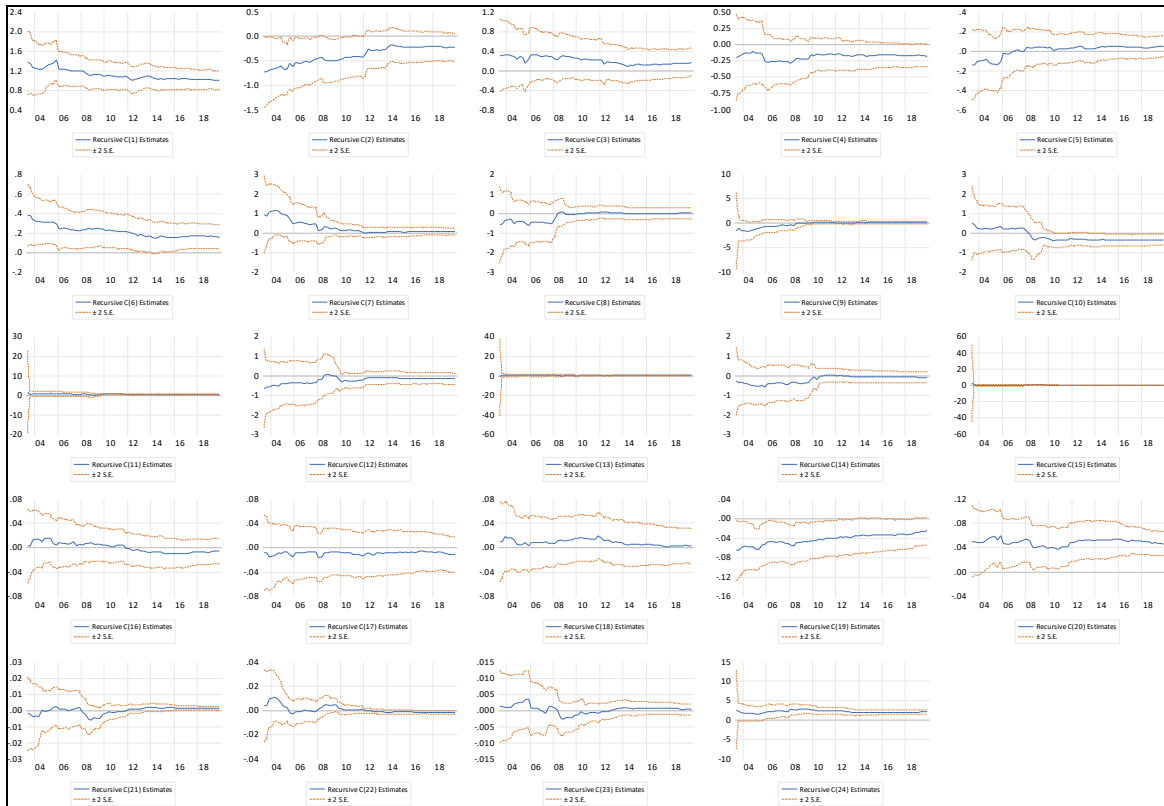 2.4
2.0
1.6
1.2
0.8
0.4
04 06 08 10 12 14 16 18
Recursive C(1) Estimates
± 2 S.E.
0.5
0.0
-0.5
-1.0
-1.5
04 06 08 10 12 14 16 18
Recursive C(2) Estimates
± 2 S.E.
1.2
0.8
0.4
0.0
-0.4
-0.8
04 06 08 10 12 14 16 18
Recursive C(3) Estimates
± 2 S.E.
0.50
0.25
0.00
-0.25
-0.50
-0.75
-1.00
04 06 08 10 12 14 16 18
Recursive C(4) Estimates
± 2 S.E.
.4
.2
.0
-.2
-.4
-.6
04 06 08 10 12 14 16 18
Recursive C(5) Estimates
± 2 S.E.
.8
.6
.4
.2
.0
-.2
04 06 08 10 12 14 16 18
Recursive C(6) Estimates
± 2 S.E.
3
2
1
0
-1
-2
04 06 08 10 12 14 16 18
Recursive C(7) Estimates
± 2 S.E.
2
1
0
-1
-2
-3
04 06 08 10 12 14 16 18
Recursive C(8) Estimates
± 2 S.E.
10
5
0
-5
-10
04 06 08 10 12 14 16 18
Recursive C(9) Estimates
± 2 S.E.
3
2
1
0
-1
-2
04 06 08 10 12 14 16 18
Recursive C(10) Estimates
± 2 S.E.
30
20
10
0
-10
-20
04 06 08 10 12 14 16 18
Recursive C(11) Estimates
± 2 S.E.
2
1
0
-1
-2
-3
04 06 08 10 12 14 16 18
Recursive C(12) Estimates
± 2 S.E.
40
20
0
-20
-40
-60
04 06 08 10 12 14 16 18
Recursive C(13) Estimates
± 2 S.E.
2
1
0
-1
-2
-3
04 06 08 10 12 14 16 18
Recursive C(14) Estimates
± 2 S.E.
60
40
20
0
-20
-40
-60
04 06 08 10 12 14 16 18
Recursive C(15) Estimates
± 2 S.E.
.08
.04
.00
-.04
-.08
04 06 08 10 12 14 16 18
Recursive C(16) Estimates
± 2 S.E.
.08
.04
.00
-.04
-.08
04 06 08 10 12 14 16 18
Recursive C(17) Estimates
± 2 S.E.
.08
.04
.00
-.04
-.08
04 06 08 10 12 14 16 18
Recursive C(18) Estimates
± 2 S.E.
.04
.00
-.04
-.08
-.12
-.16
04 06 08 10 12 14 16 18
Recursive C(19) Estimates
± 2 S.E.
.12
.08
.04
.00
-.04
04 06 08 10 12 14 16 18
Recursive C(20) Estimates
± 2 S.E.
.03
.02
.01
.00
-.01
-.02
-.03
04 06 08 10 12 14 16 18
Recursive C(21) Estimates
± 2 S.E.
.04
.02
.00
-.02
-.04
04 06 08 10 12 14 16 18
Recursive C(22) Estimates
± 2 S.E.
.015
.010
.005
.000
-.005
-.010
-.015
04 06 08 10 12 14 16 18
Recursive C(23) Estimates
± 2 S.E.
15
10
5
0
-5
-10
04 06 08 10 12 14 16 18
Recursive C(24) Estimates
± 2 S.E.